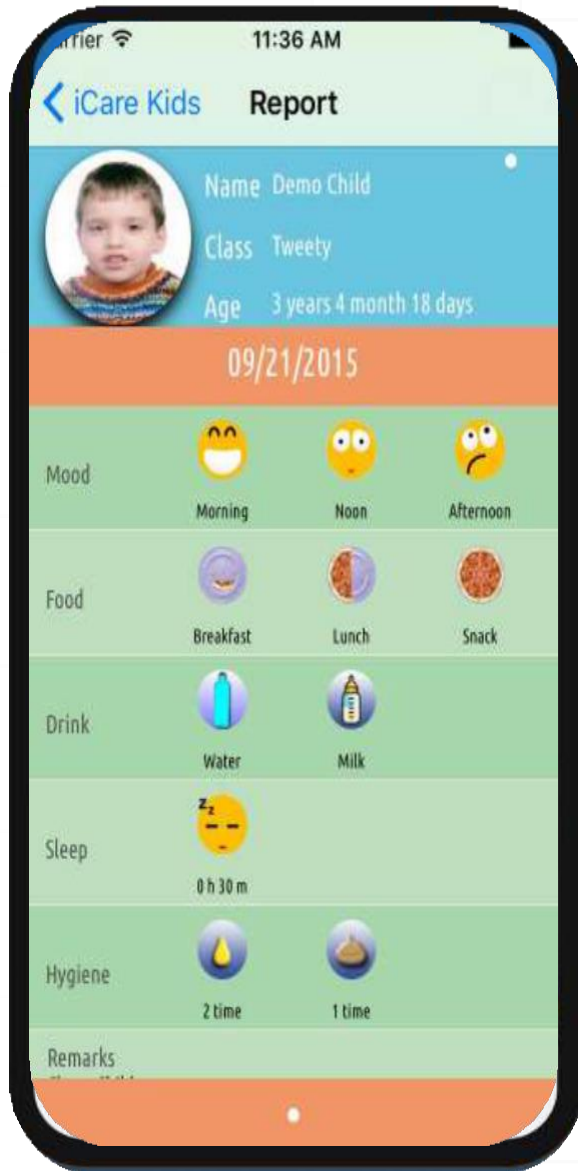 11:36 AM
iCare Kids Report
Name Demo Child
Class Tweety
Age 3 years 4 month 18 days
09/21/2015
Mood
Morning Noon Afternoon
Food
Breakfast Lunch Snack
Drink
Water Milk
Sleep
0 h 30 m
Hygiene
2 time 1 time
Remarks